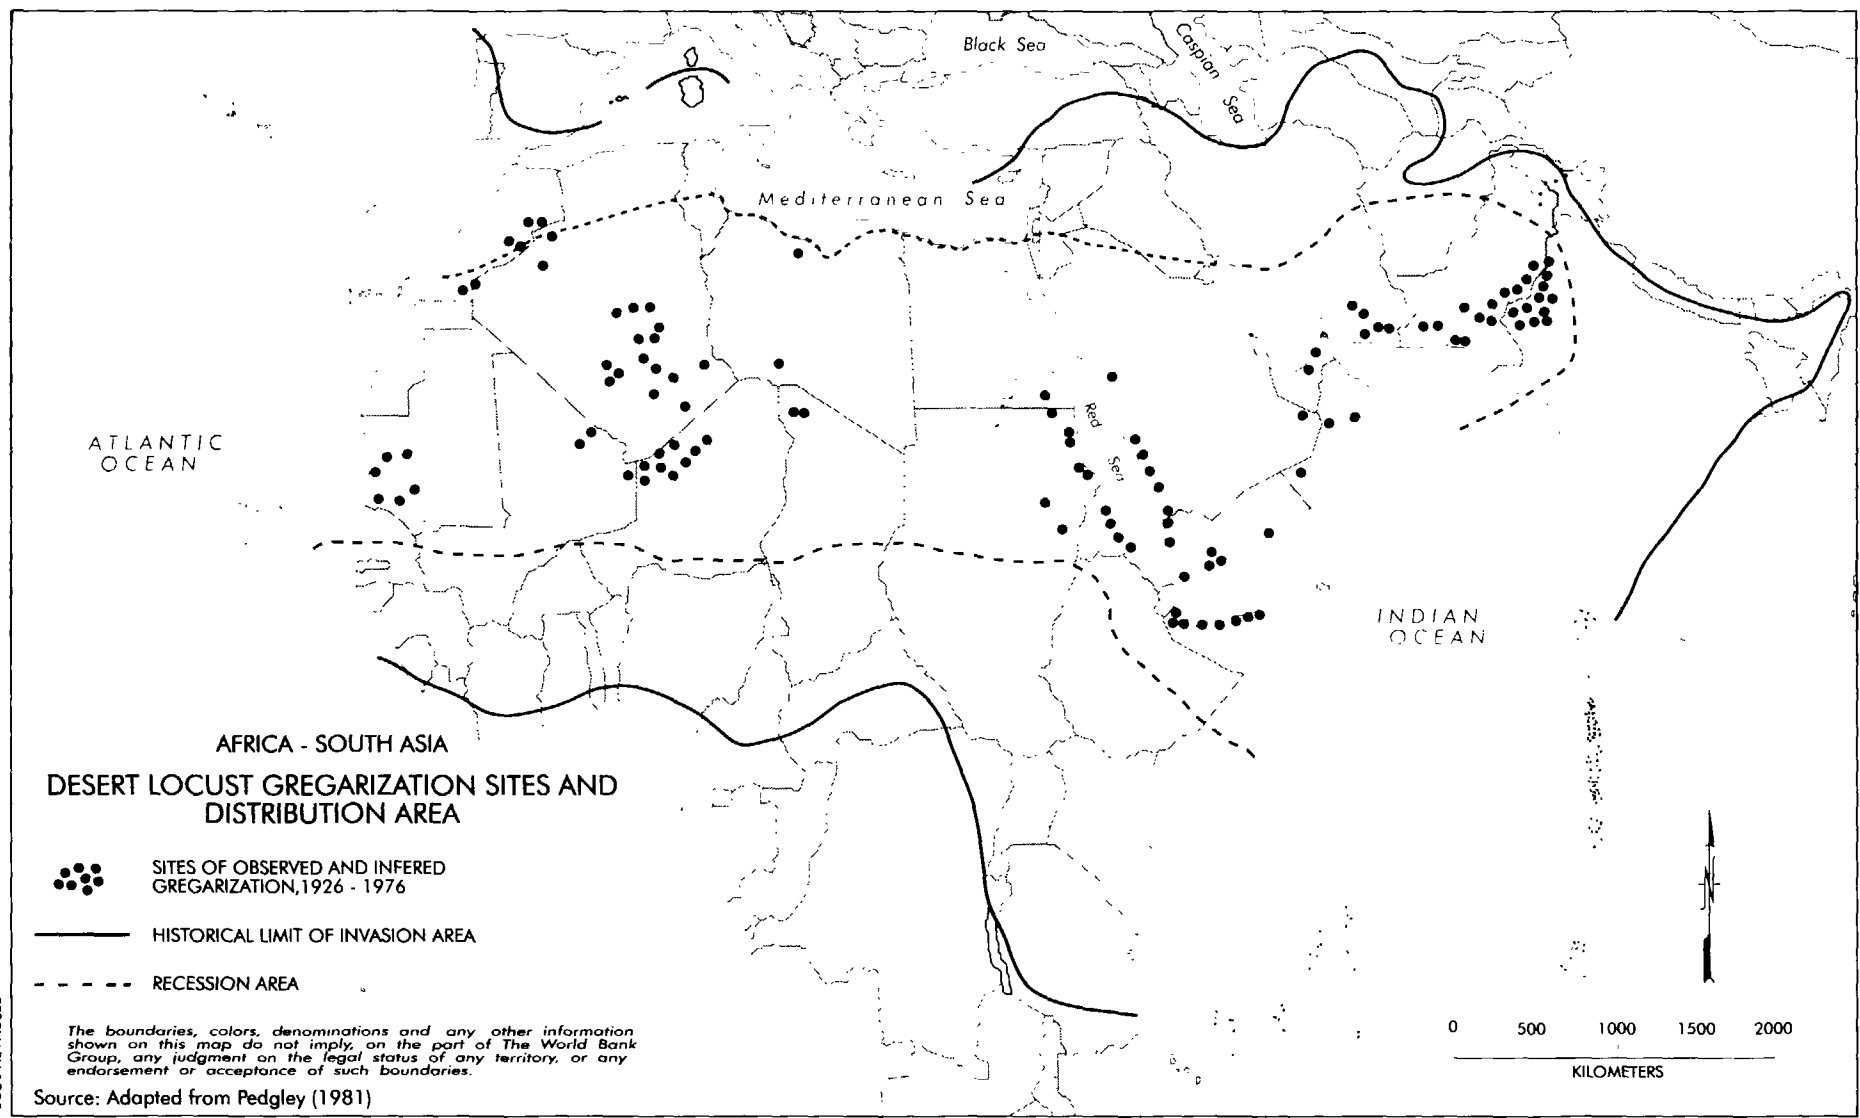 Black Sea
Caspian
Sea
Mediterranean Sea
Red
Sea
ATLANTIC
OCEAN
INDIAN
OCEAN
AFRICA - SOUTH ASIA
DESERT LOCUST GREGARIZATION SITES AND
DISTRIBUTION AREA
SITES OF OBSERVED AND INFERED
GREGARIZATION, 1926 - 1976
HISTORICAL LIMIT OF INVASION AREA
RECESSION AREA
The boundaries, colors, denominations and any other information
shown on this map do not imply, on the part of The World Bank
Group, any judgment on the legal status of any territory, or any
endorsement or acceptance of such boundaries.
Source: Adapted from Pedgley (1981)
N
0 500 1000 1500 2000
KILOMETERS